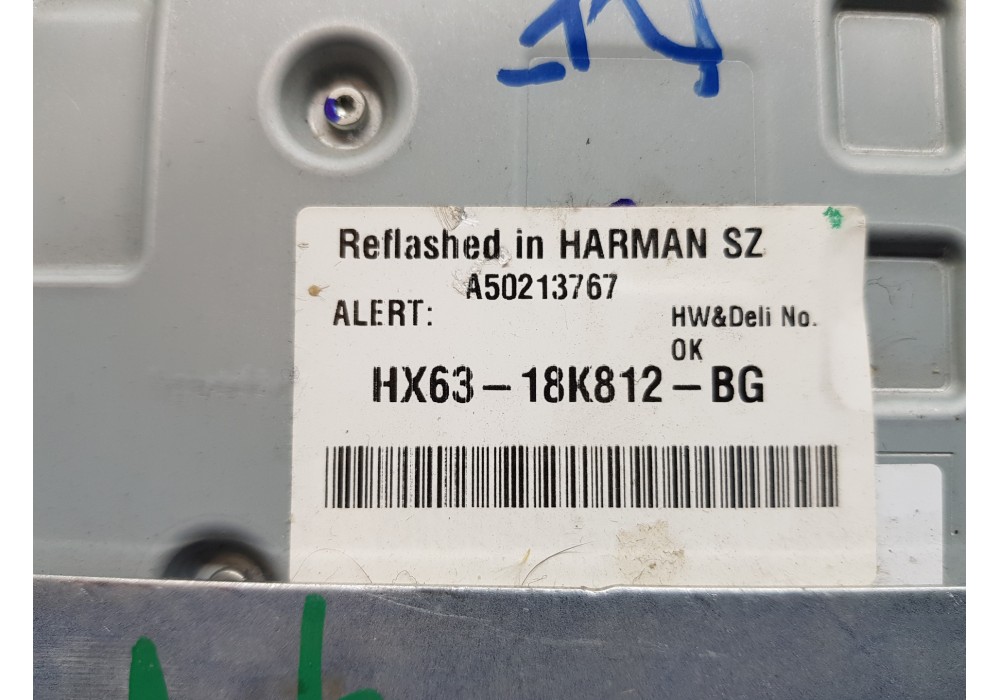 Reflashed in HARMAN SZ
A50213767
ALERT:
HW&Deli No.
OK
HX63-18K812-BG